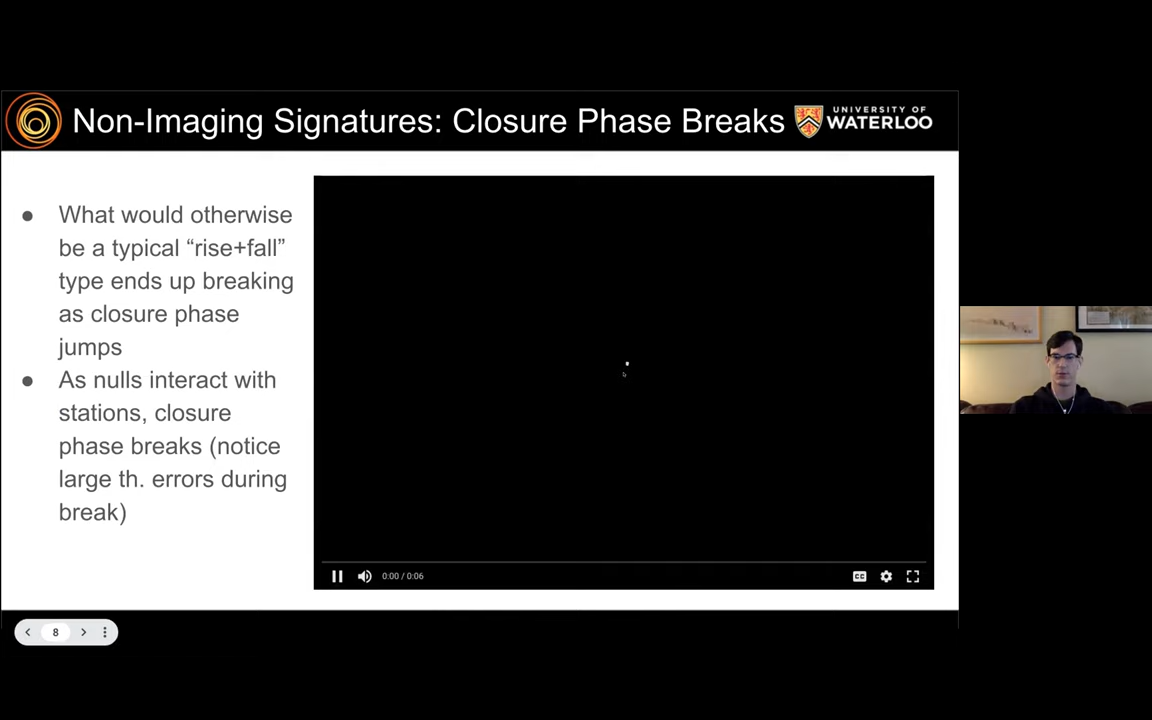 Non-Imaging Signatures: Closure Phase Breaks
UNIVERSITY OF
WATERLOO
● What would otherwise
be a typical “rise+fall”
type ends up breaking
as closure phase
jumps
● As nulls interact with
stations, closure
phase breaks (notice
large th. errors during
break)
0:00 / 0:06
CC
8